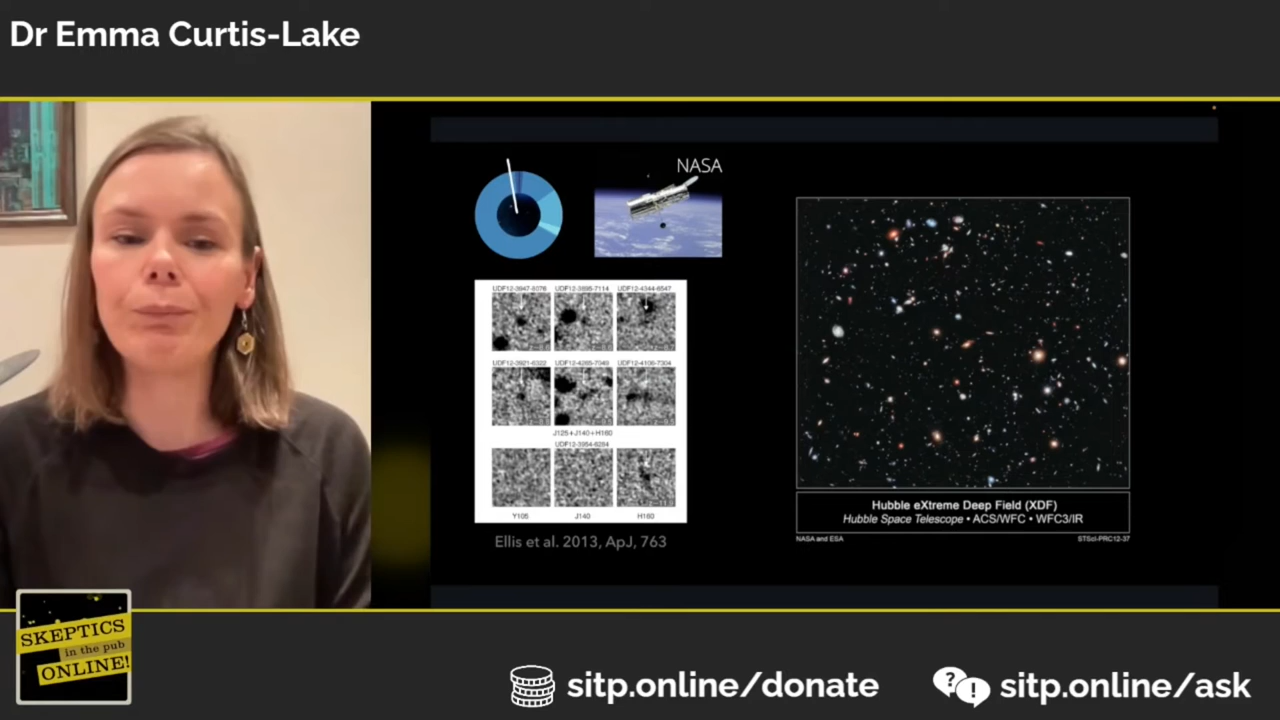 Dr Emma Curtis-Lake
NASA
UDF12-3947-8076 UDF12-3895-7114 UDF12-4344-6547
UDF12-3921-6322 UDF12-4265-7049 UDF12-4106-7304
J125+J140+H160
UDF12-3954-6284
Y105 J140 H160
Ellis et al. 2013, ApJ, 763
Hubble eXtreme Deep Field (XDF)
Hubble Space Telescope • ACS/WFC • WFC3/IR
NASA and ESA
STScI-PRC12-37
SKEPTICS
in the pub
ONLINE!
sitp.online/donate
sitp.online/ask